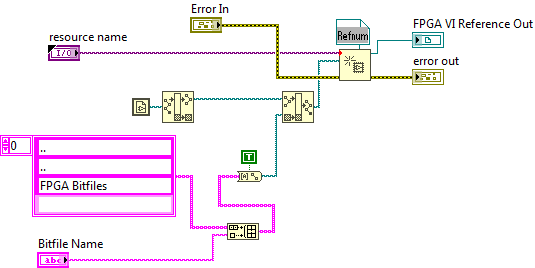 Error In
resource name
I/O
Refnum
FPGA VI Reference Out
error out
0
..
..
FPGA Bitfiles
T
Bitfile Name
abc